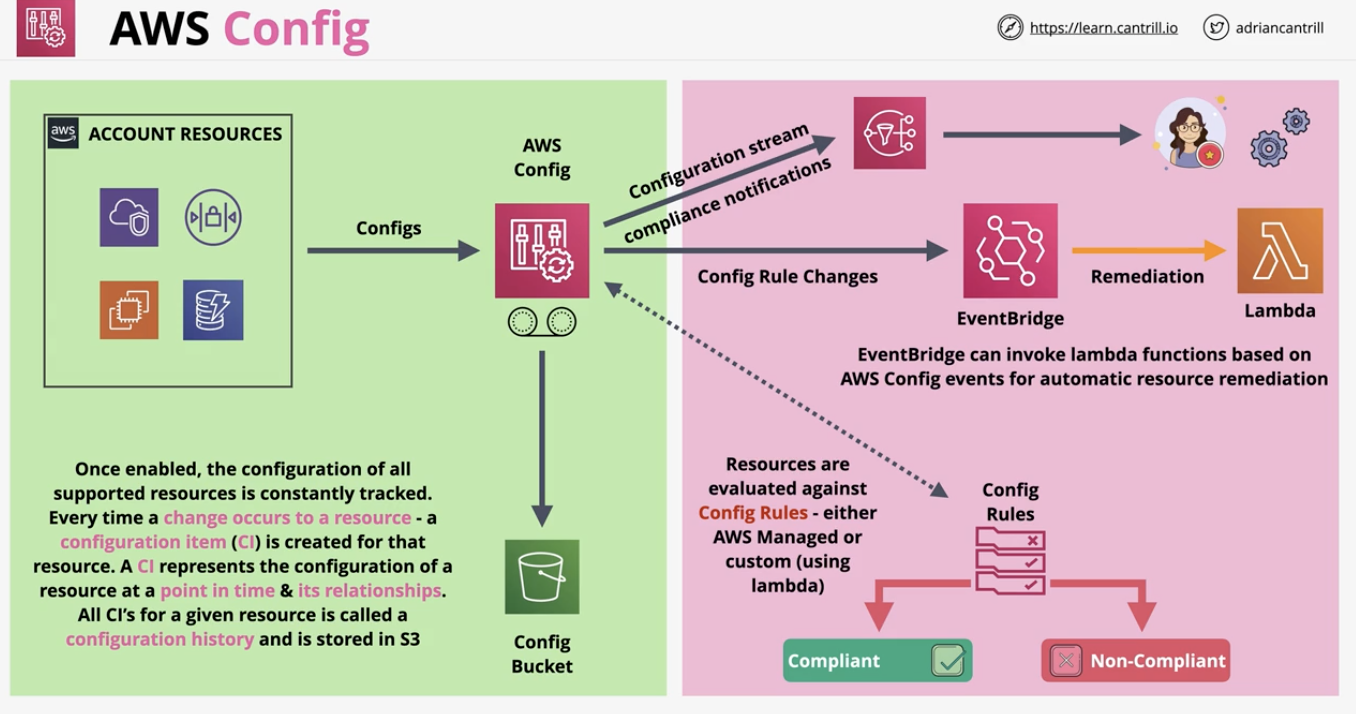 AWS Config
https://learn.cantrill.io
adriancantrill
aws
ACCOUNT RESOURCES
Configs
AWS
Config
Once enabled, the configuration of all
supported resources is constantly tracked.
Every time a change occurs to a resource - a
configuration item (CI) is created for that
resource. A CI represents the configuration of a
resource at a point in time & its relationships.
All CI's for a given resource is called a
configuration history and is stored in S3
Config
Bucket
Configuration stream
compliance notifications
Config Rule Changes
EventBridge
Remediation
Lambda
EventBridge can invoke lambda functions based on
AWS Config events for automatic resource remediation
Resources are
evaluated against
Config Rules - either
AWS Managed or
custom (using
lambda)
Config
Rules
Compliant
Non-Compliant